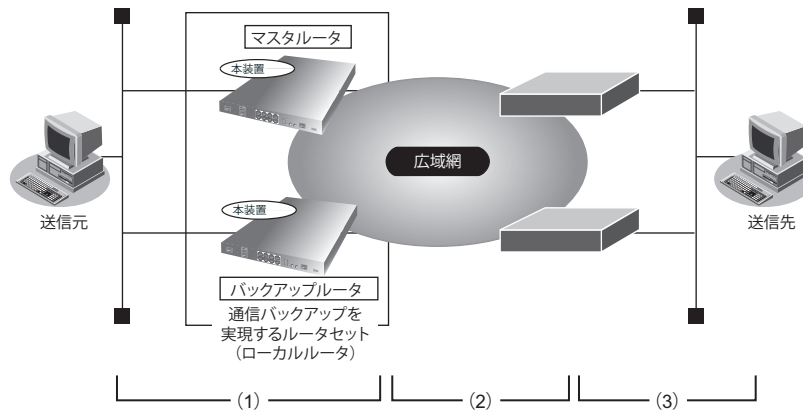 マスタルータ
本装置
広域網
送信元
送信先
本装置
バックアップルータ
通信バックアップを
実現するルータセット
(ローカルルータ)
(1)
(2)
(3)